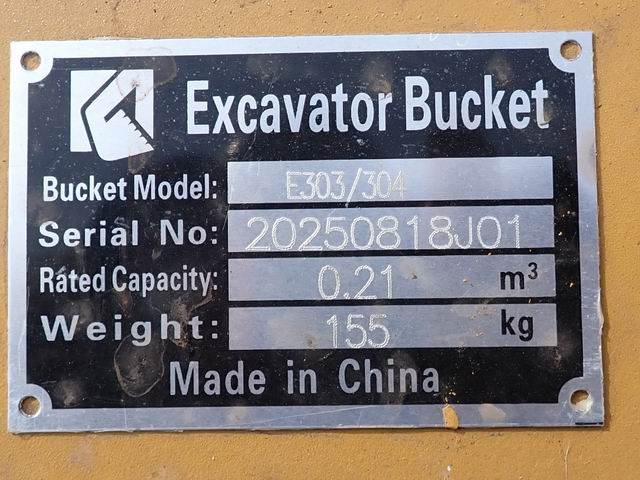 Excavator Bucket
Bucket Model: E303/304
Serial No: 20250818J01
Rated Capacity: 0.21 m³
Weight: 155 kg
Made in China